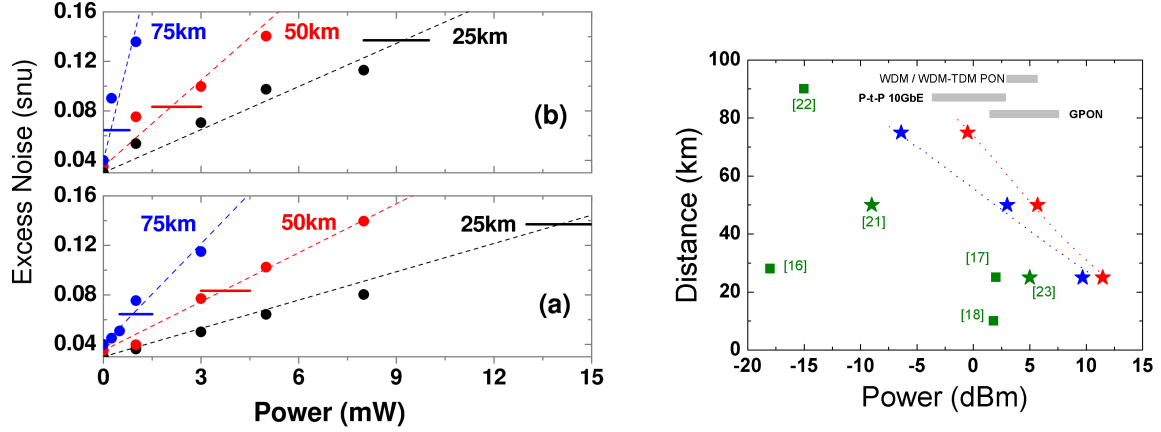 Excess Noise (snu)
0.16
0.12
0.08
0.04
75km
50km
25km
(b)
0.16
0.12
0.08
0.04
75km
50km
25km
(a)
0
3
6
9
12
15
Power (mW)
Distance (km)
100
80
60
40
20
0
WDM / WDM-TDM PON
P-t-P 10GbE
GPON
[22]
[21]
[16]
[17]
[23]
[18]
-20
-15
-10
-5
0
5
10
15
Power (dBm)